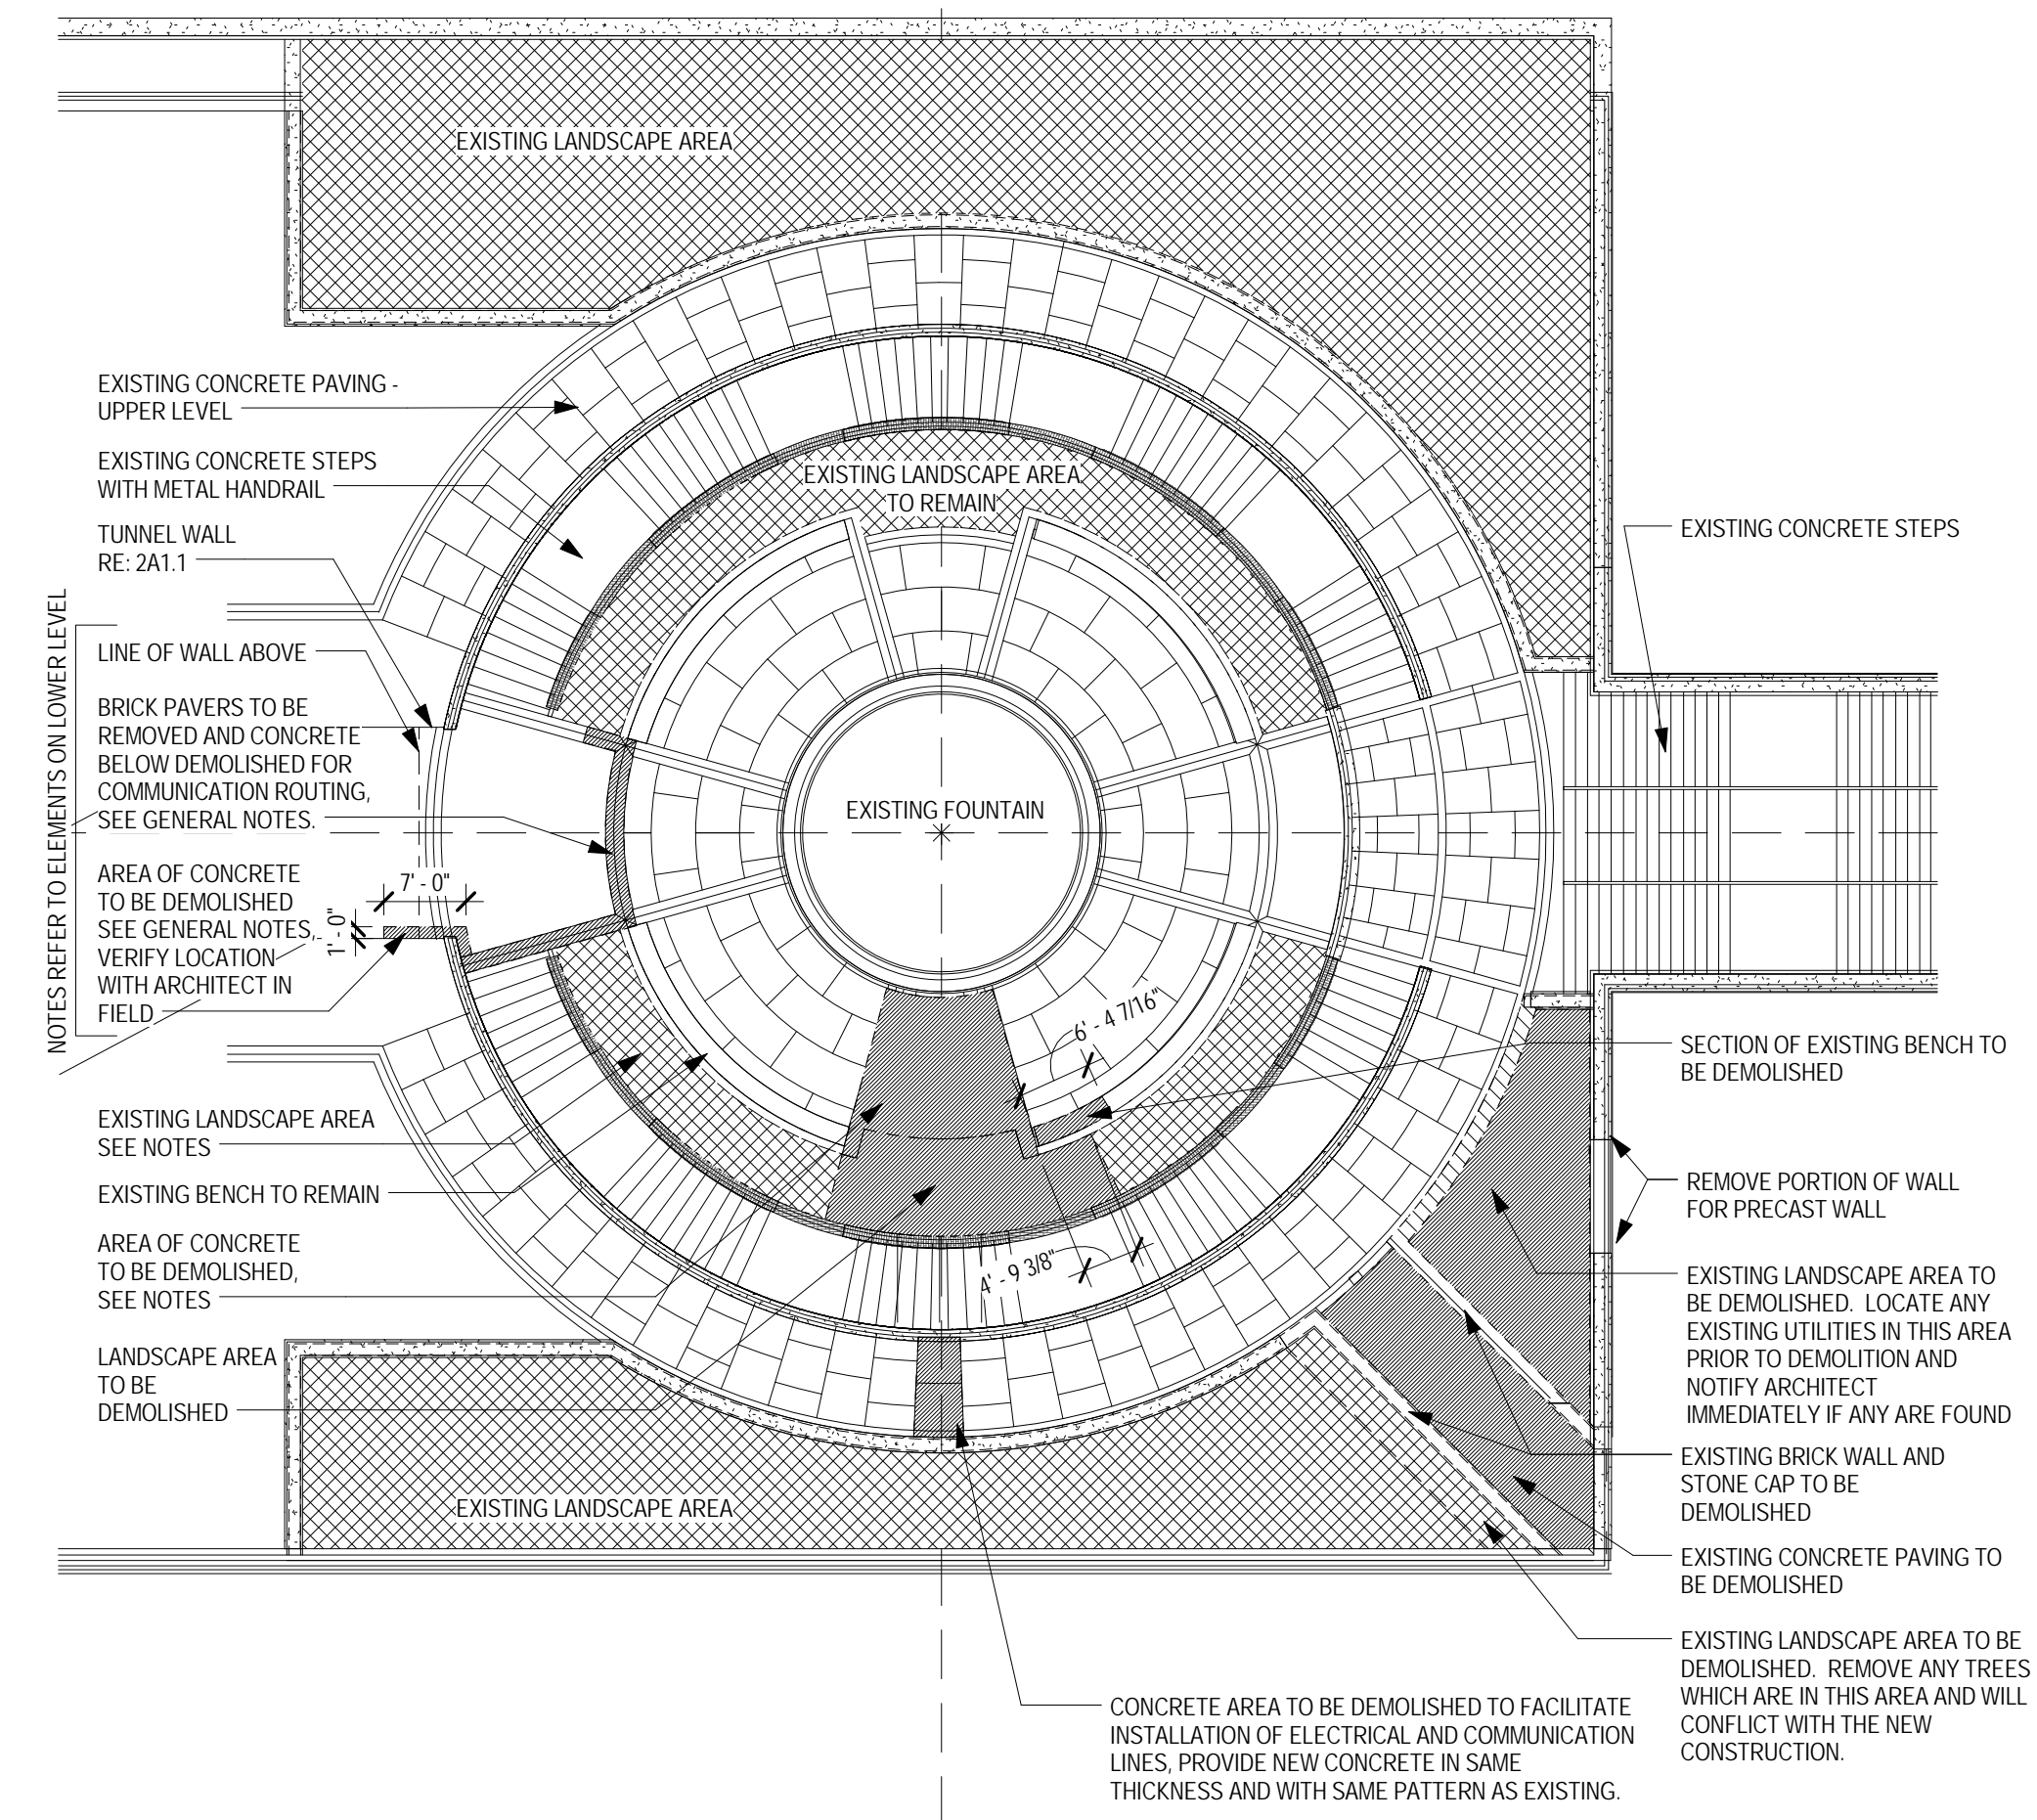 EXISTING LANDSCAPE AREA
EXISTING CONCRETE PAVING -
UPPER LEVEL
EXISTING CONCRETE STEPS
WITH METAL HANDRAIL
TUNNEL WALL
RE: 2A1.1
NOTES REFER TO ELEMENTS ON LOWER LEVEL
LINE OF WALL ABOVE
BRICK PAVERS TO BE
REMOVED AND CONCRETE
BELOW DEMOLISHED FOR
COMMUNICATION ROUTING,
SEE GENERAL NOTES.
AREA OF CONCRETE
TO BE DEMOLISHED
SEE GENERAL NOTES,
VERIFY LOCATION
WITH ARCHITECT IN
FIELD
7' - 0"
1' - 0"
EXISTING LANDSCAPE AREA
SEE NOTES
EXISTING BENCH TO REMAIN
AREA OF CONCRETE
TO BE DEMOLISHED,
SEE NOTES
LANDSCAPE AREA
TO BE
DEMOLISHED
EXISTING LANDSCAPE AREA
TO REMAIN
EXISTING FOUNTAIN
6' - 4 7/16"
4' - 9 3/8"
EXISTING LANDSCAPE AREA
EXISTING CONCRETE STEPS
SECTION OF EXISTING BENCH TO
BE DEMOLISHED
REMOVE PORTION OF WALL
FOR PRECAST WALL
EXISTING LANDSCAPE AREA TO
BE DEMOLISHED. LOCATE ANY
EXISTING UTILITIES IN THIS AREA
PRIOR TO DEMOLITION AND
NOTIFY ARCHITECT
IMMEDIATELY IF ANY ARE FOUND
EXISTING BRICK WALL AND
STONE CAP TO BE
DEMOLISHED
EXISTING CONCRETE PAVING TO
BE DEMOLISHED
EXISTING LANDSCAPE AREA TO BE
DEMOLISHED. REMOVE ANY TREES
WHICH ARE IN THIS AREA AND WILL
CONFLICT WITH THE NEW
CONSTRUCTION.
CONCRETE AREA TO BE DEMOLISHED TO FACILITATE
INSTALLATION OF ELECTRICAL AND COMMUNICATION
LINES, PROVIDE NEW CONCRETE IN SAME
THICKNESS AND WITH SAME PATTERN AS EXISTING.